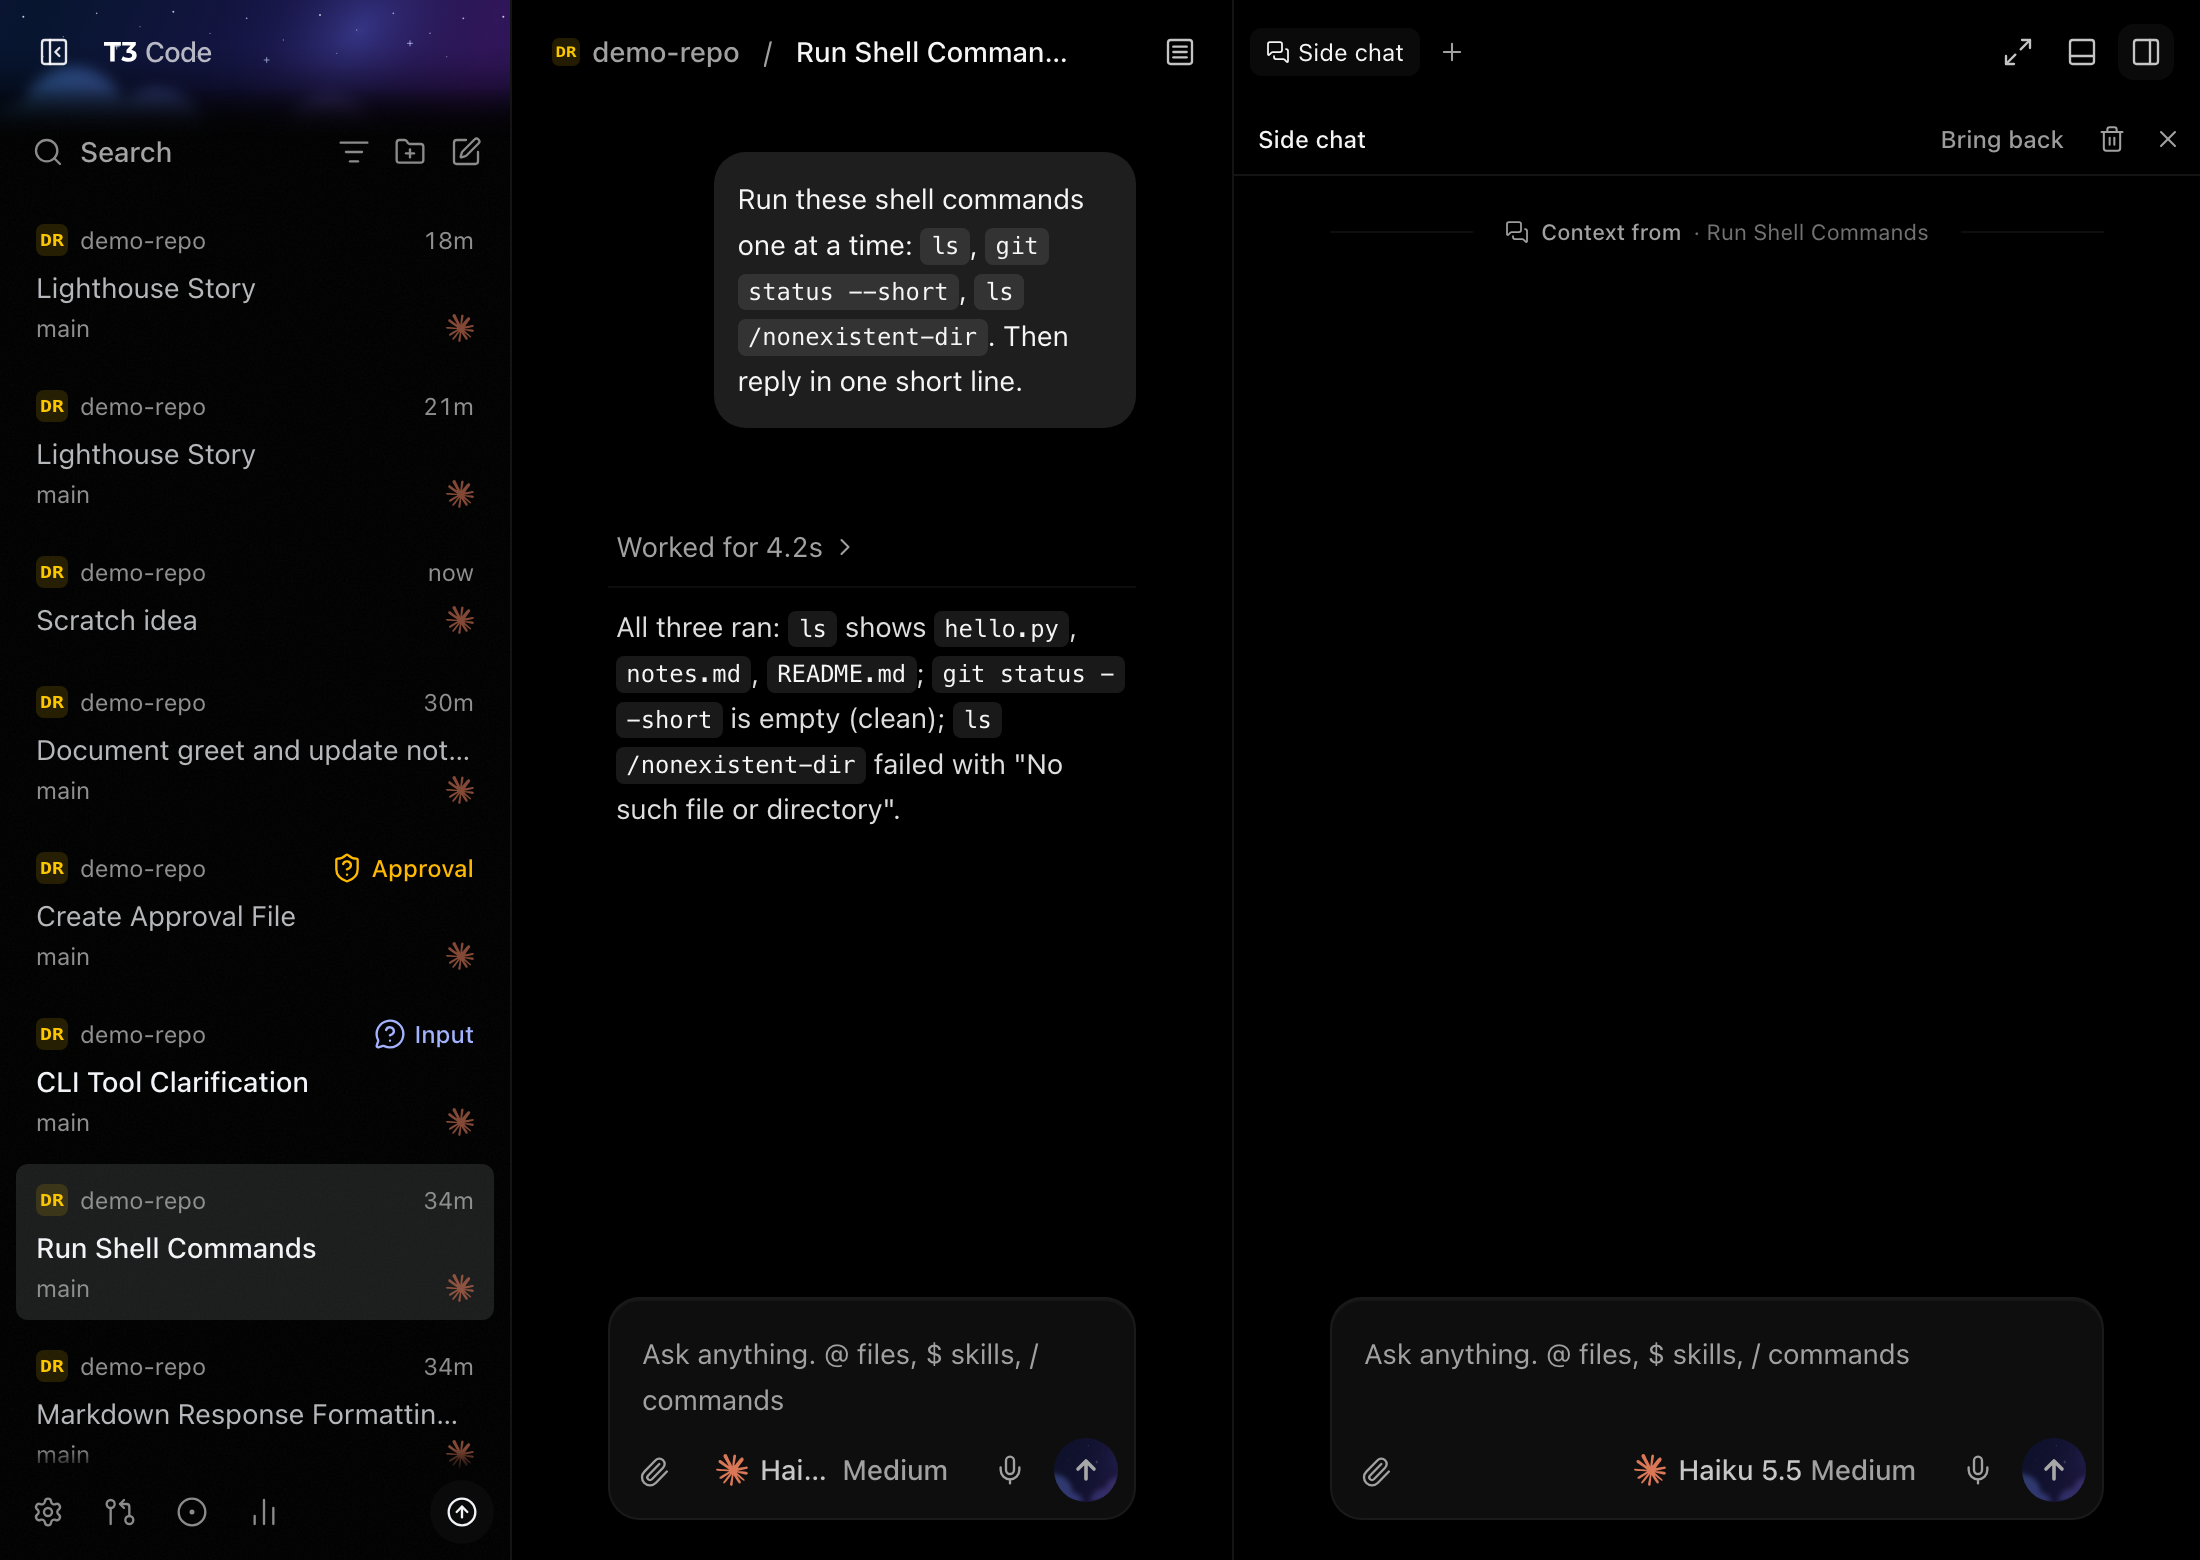 T3 Code
Search
DR demo-repo 18m
Lighthouse Story
main
DR demo-repo 21m
Lighthouse Story
main
DR demo-repo now
Scratch idea
DR demo-repo 30m
Document greet and update not...
main
DR demo-repo Approval
Create Approval File
main
DR demo-repo Input
CLI Tool Clarification
main
DR demo-repo 34m
Run Shell Commands
main
DR demo-repo 34m
Markdown Response Formattin...
main
DR demo-repo / Run Shell Comman...
Run these shell commands
one at a time: ls, git
status --short, ls
/nonexistent-dir. Then
reply in one short line.
Worked for 4.2s
All three ran: ls shows hello.py,
notes.md, README.md; git status -
-short is empty (clean); ls
/nonexistent-dir failed with "No
such file or directory".
Ask anything. @ files, $ skills, /
commands
Hai... Medium
Side chat
Side chat Bring back
Context from · Run Shell Commands
Ask anything. @ files, $ skills, / commands
Haiku 5.5 Medium